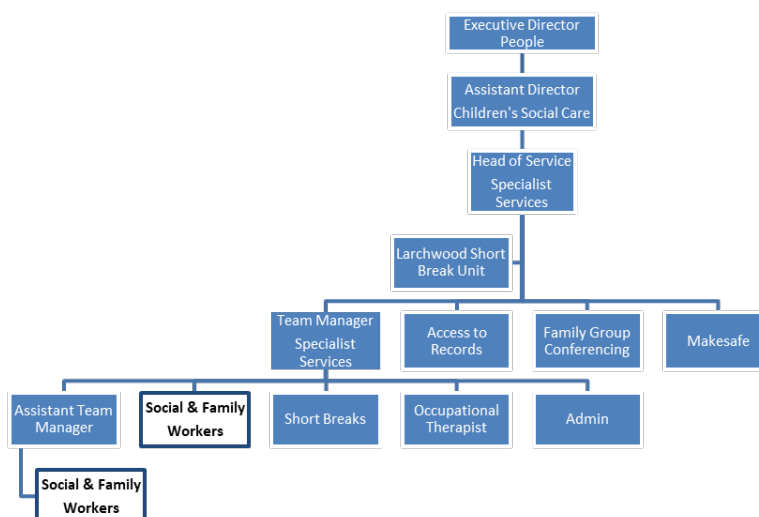 Executive Director
People
Assistant Director
Children's Social Care
Head of Service
Specialist
Services
Larchwood Short
Break Unit
Team Manager
Specialist
Services
Access to
Records
Family Group
Conferencing
Makesafe
Assistant Team
Manager
Social & Family
Workers
Short Breaks
Occupational
Therapist
Admin
Social & Family
Workers